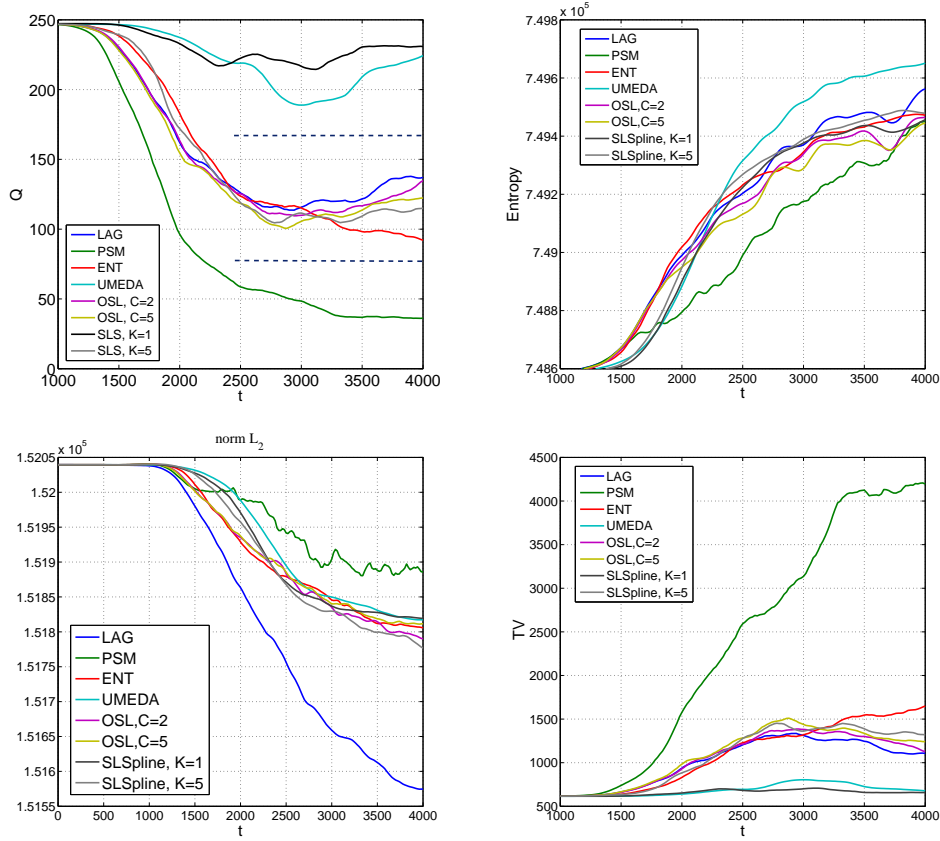 250
200
150
100
50
0
Q
LAG
PSM
ENT
UMEDA
OSL, C=2
OSL, C=5
SLS, K=1
SLS, K=5
1000 1500 2000 2500 3000 3500 4000
t
x 10^5
7.498
7.496
7.494
7.492
7.49
7.488
7.486
Entropy
LAG
PSM
ENT
UMEDA
OSL,C=2
OSL,C=5
SLSpline, K=1
SLSpline, K=5
1000 1500 2000 2500 3000 3500 4000
t
norm L_2
x 10^5
1.5205
1.52
1.5195
1.519
1.5185
1.518
1.5175
1.517
1.5165
1.516
1.5155
LAG
PSM
ENT
UMEDA
OSL,C=2
OSL,C=5
SLSpline, K=1
SLSpline, K=5
0 500 1000 1500 2000 2500 3000 3500 4000
t
4500
4000
3500
3000
2500
2000
1500
1000
500
TV
LAG
PSM
ENT
UMEDA
OSL,C=2
OSL,C=5
SLSpline, K=1
SLSpline, K=5
1000 1500 2000 2500 3000 3500 4000
t